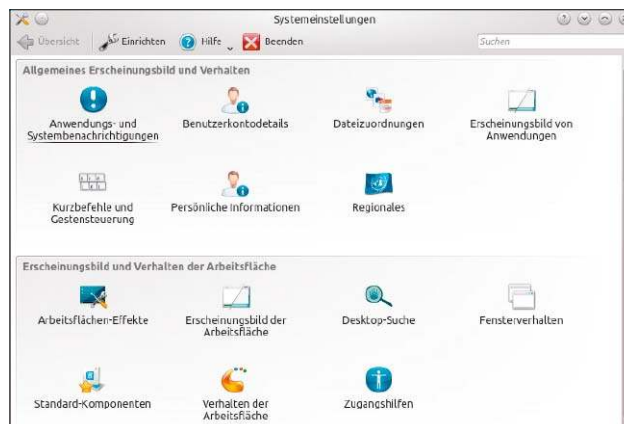 Systemeinstellungen
Übersicht Einrichten Hilfe Beenden Suchen
Allgemeines Erscheinungsbild und Verhalten
Anwendungs- und Systembenachrichtigungen
Benutzerkontodetails
Dateizuordnungen
Erscheinungsbild von Anwendungen
Kurzbefehle und Gestensteuerung
Persönliche Informationen
Regionales
Erscheinungsbild und Verhalten der Arbeitsfläche
Arbeitsflächen-Effekte
Erscheinungsbild der Arbeitsfläche
Desktop-Suche
Fensterverhalten
Standard-Komponenten
Verhalten der Arbeitsfläche
Zugangshilfen